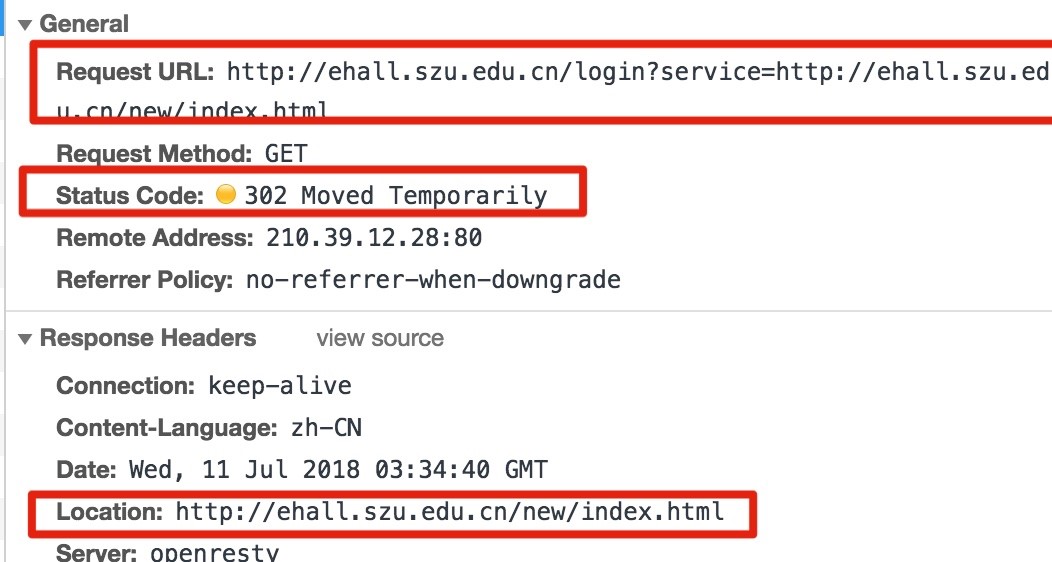 General
Request URL: http://ehall.szu.edu.cn/login?service=http://ehall.szu.ed
u.cn/new/index.html
Request Method: GET
Status Code: 302 Moved Temporarily
Remote Address: 210.39.12.28:80
Referrer Policy: no-referrer-when-downgrade
Response Headers view source
Connection: keep-alive
Content-Language: zh-CN
Date: Wed, 11 Jul 2018 03:34:40 GMT
Location: http://ehall.szu.edu.cn/new/index.html
Server: openresty